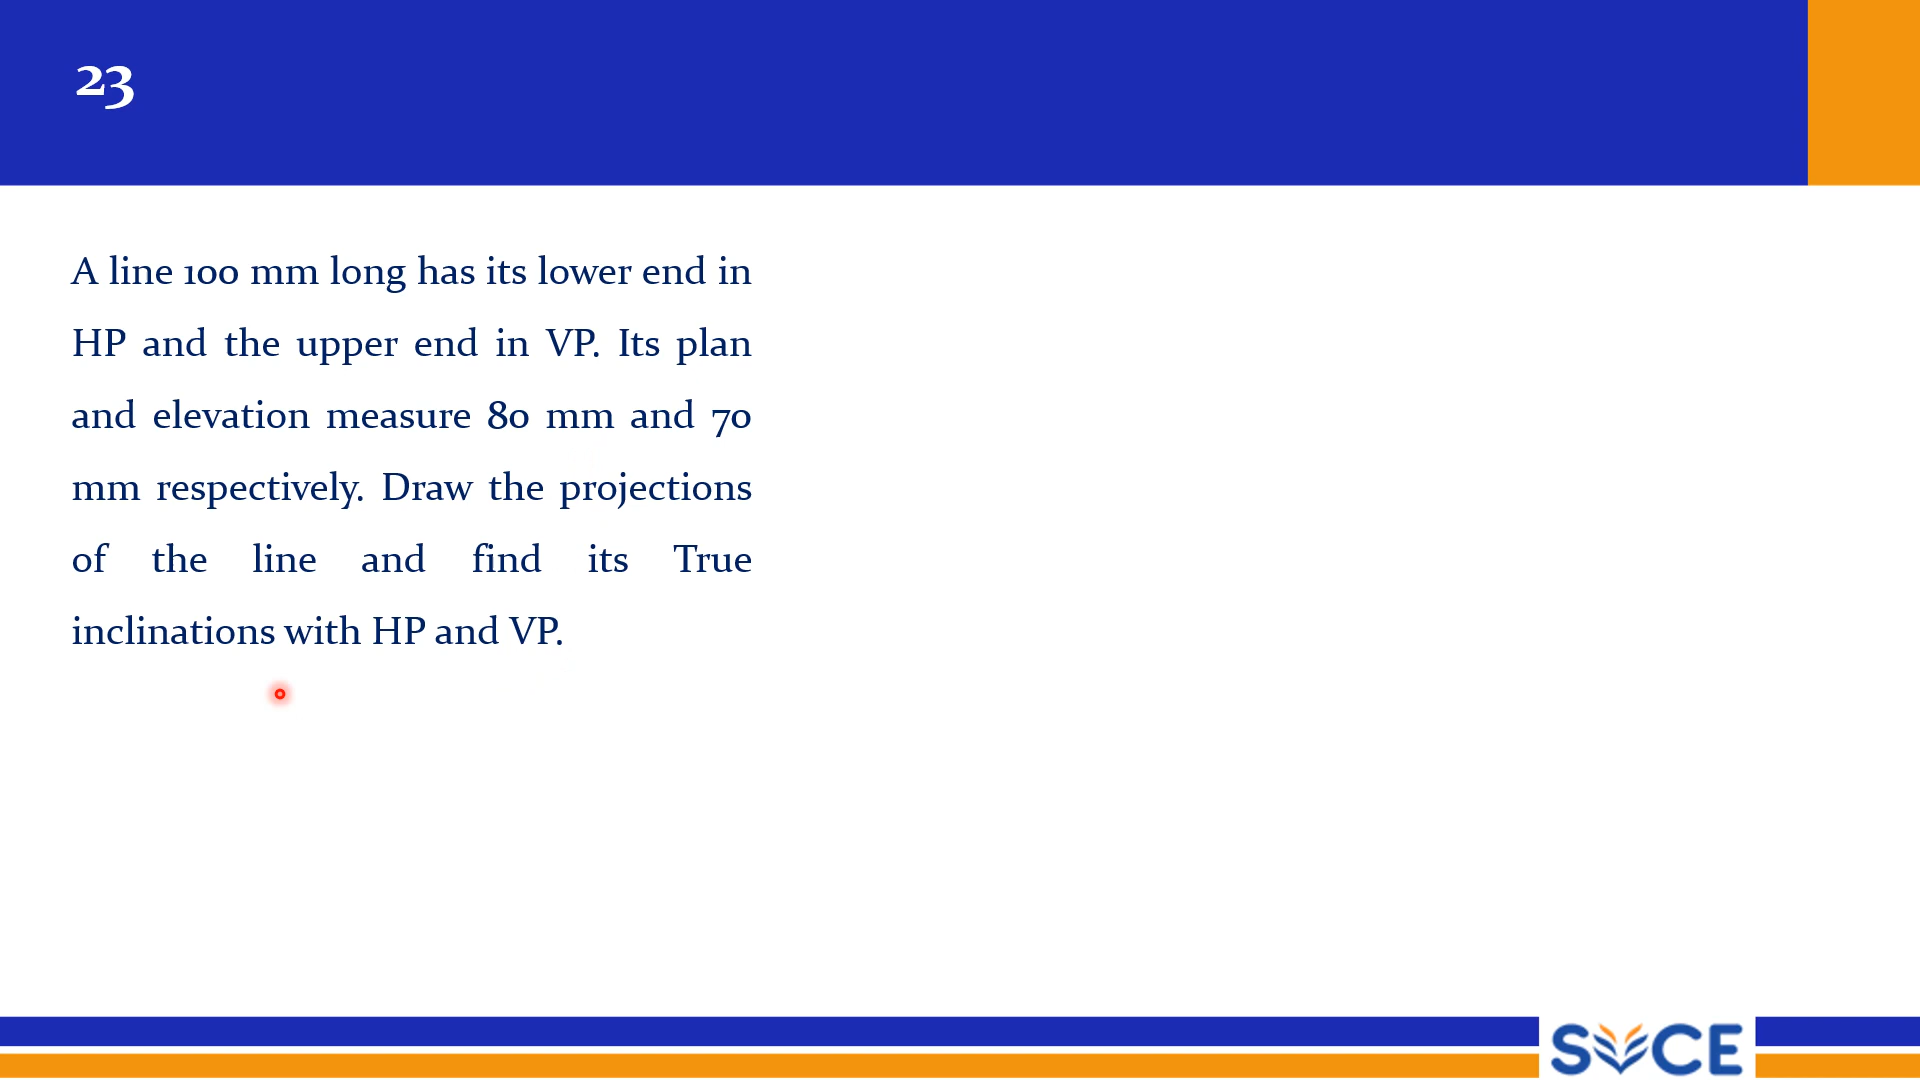 23
A line 100 mm long has its lower end in
HP and the upper end in VP. Its plan
and elevation measure 80 mm and 70
mm respectively. Draw the projections
of the line and find its True
inclinations with HP and VP.
SVCE